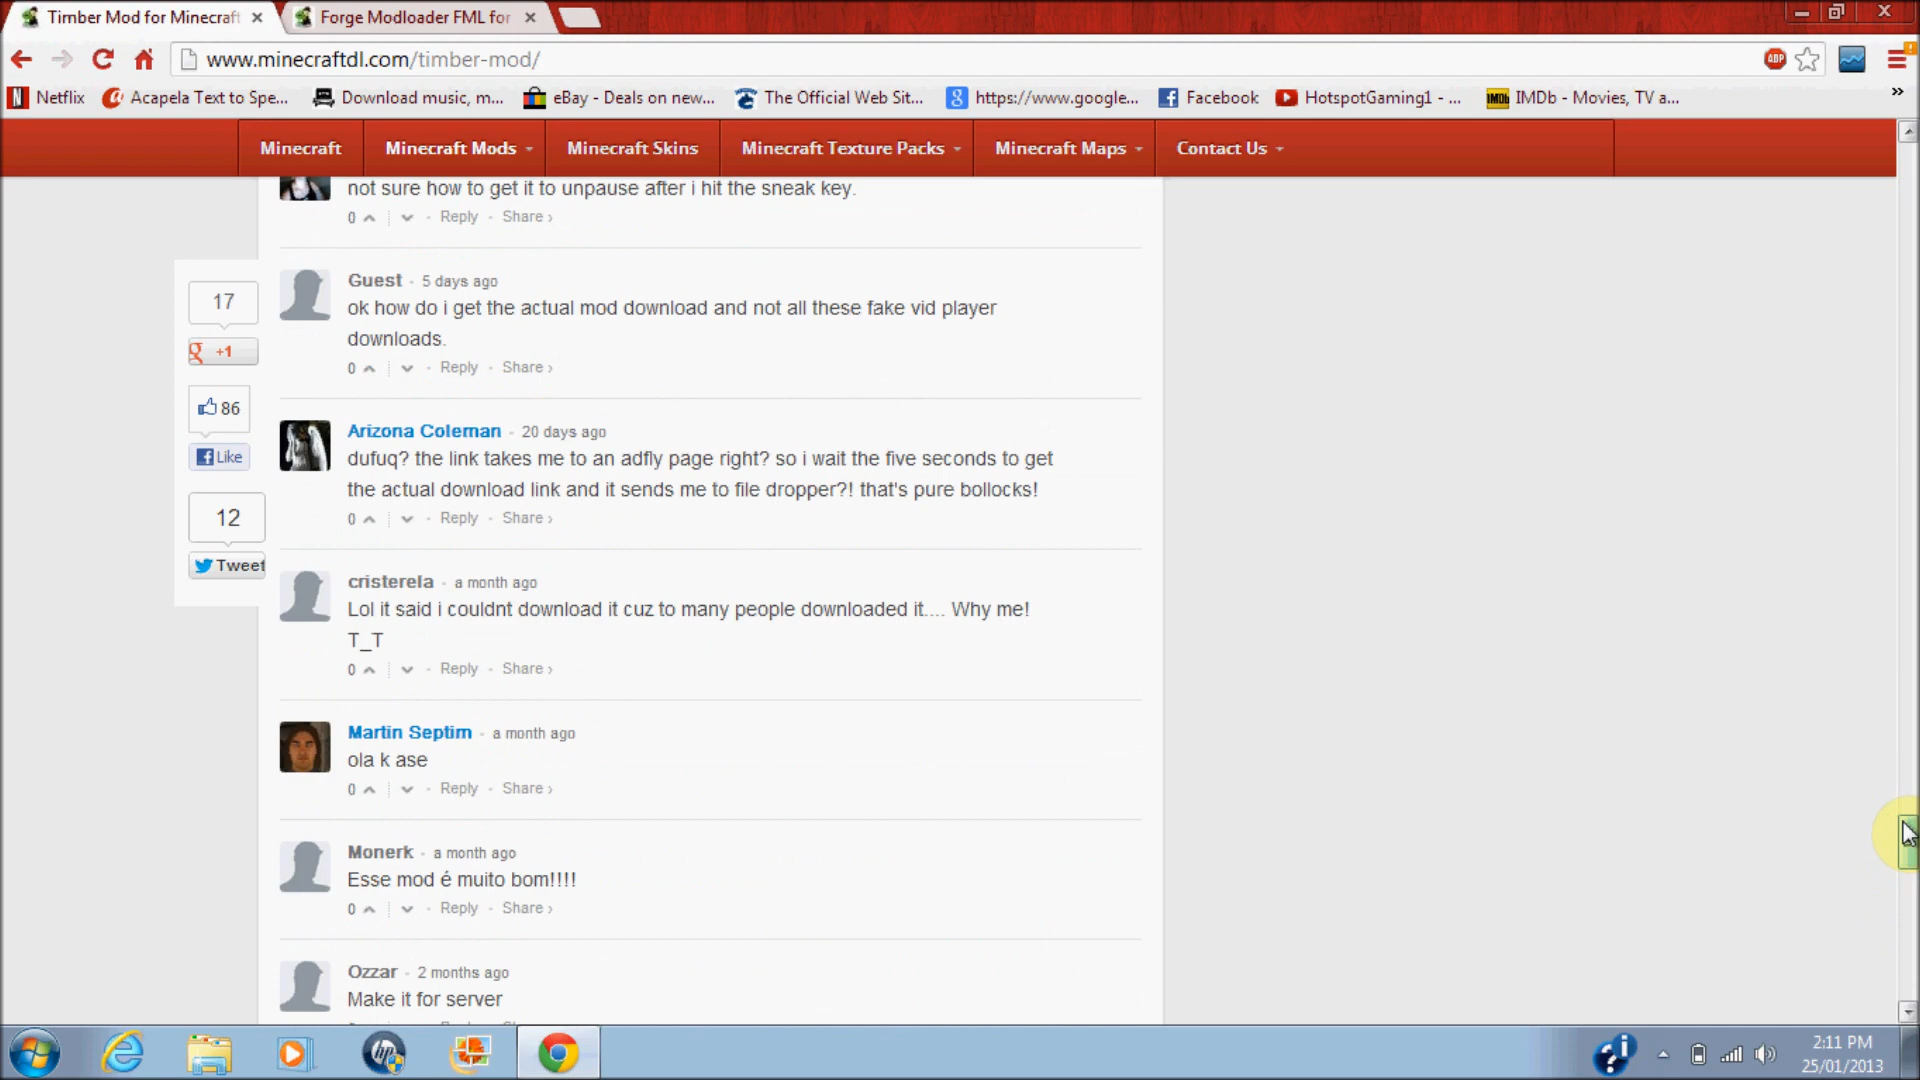 Timber Mod for Minecraft
Forge Modloader FML for
www.minecraftdl.com/timber-mod/
ABP
Netflix
Acapela Text to Spe...
Download music, m...
eBay - Deals on new...
The Official Web Sit...
https://www.google...
Facebook
HotspotGaming1 - ...
IMDb - Movies, TV a...
»
Minecraft
Minecraft Mods
Minecraft Skins
Minecraft Texture Packs
Minecraft Maps
Contact Us
not sure how to get it to unpause after i hit the sneak key.
0 Reply Share ›
Guest - 5 days ago
ok how do i get the actual mod download and not all these fake vid player
downloads.
0 Reply Share ›
Arizona Coleman - 20 days ago
dufuq? the link takes me to an adfly page right? so i wait the five seconds to get
the actual download link and it sends me to file dropper?! that's pure bollocks!
0 Reply Share ›
cristerela - a month ago
Lol it said i couldnt download it cuz to many people downloaded it.... Why me!
T_T
0 Reply Share ›
Martin Septim - a month ago
ola k ase
0 Reply Share ›
Monerk - a month ago
Esse mod é muito bom!!!!
0 Reply Share ›
Ozzar - 2 months ago
Make it for server
17
+1
86
Like
12
Tweet
2:11 PM
25/01/2013